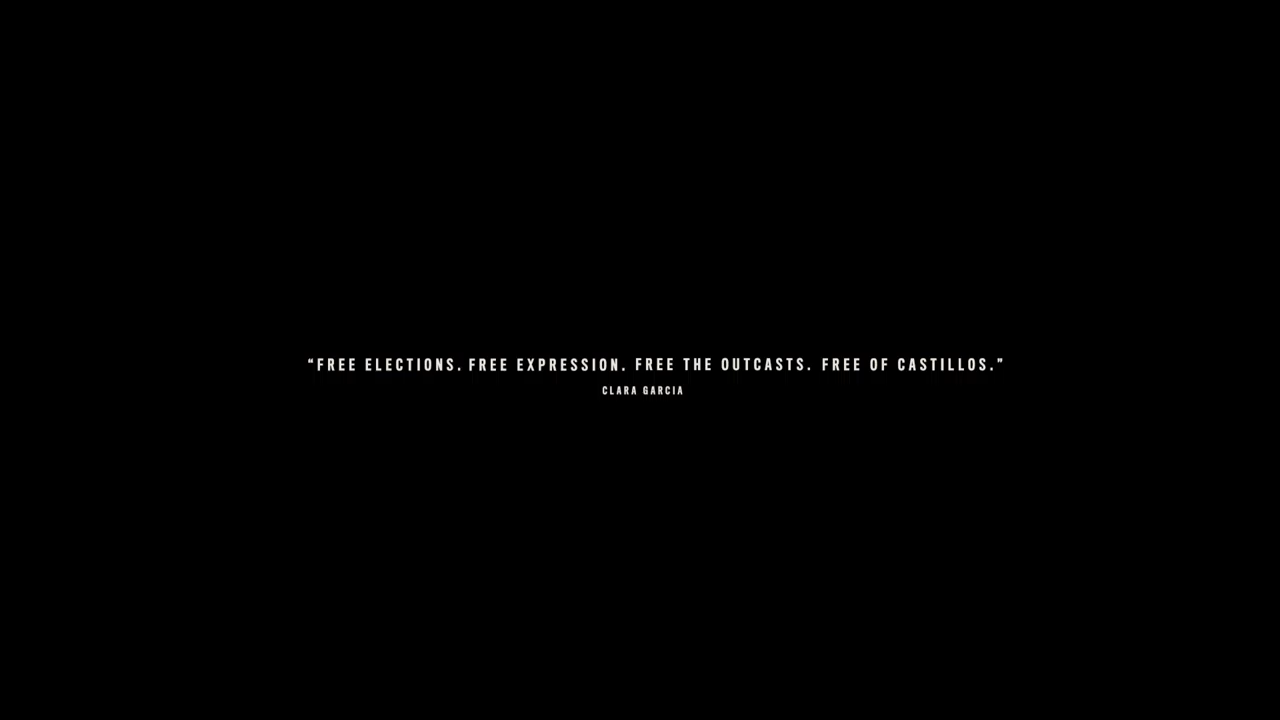 “FREE ELECTIONS. FREE EXPRESSION. FREE THE OUTCASTS. FREE OF CASTILLOS.”
CLARA GARCIA